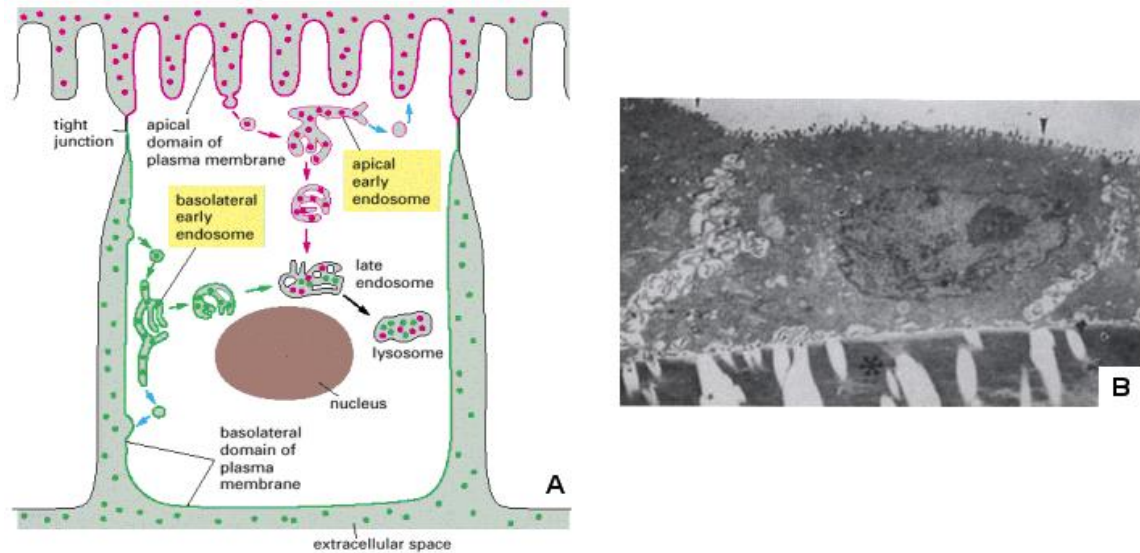 tight
junction
apical
domain of
plasma membrane
apical
early
endosome
basolateral
early
endosome
late
endosome
lysosome
nucleus
basolateral
domain of
plasma
membrane
A
extracellular space
*
B